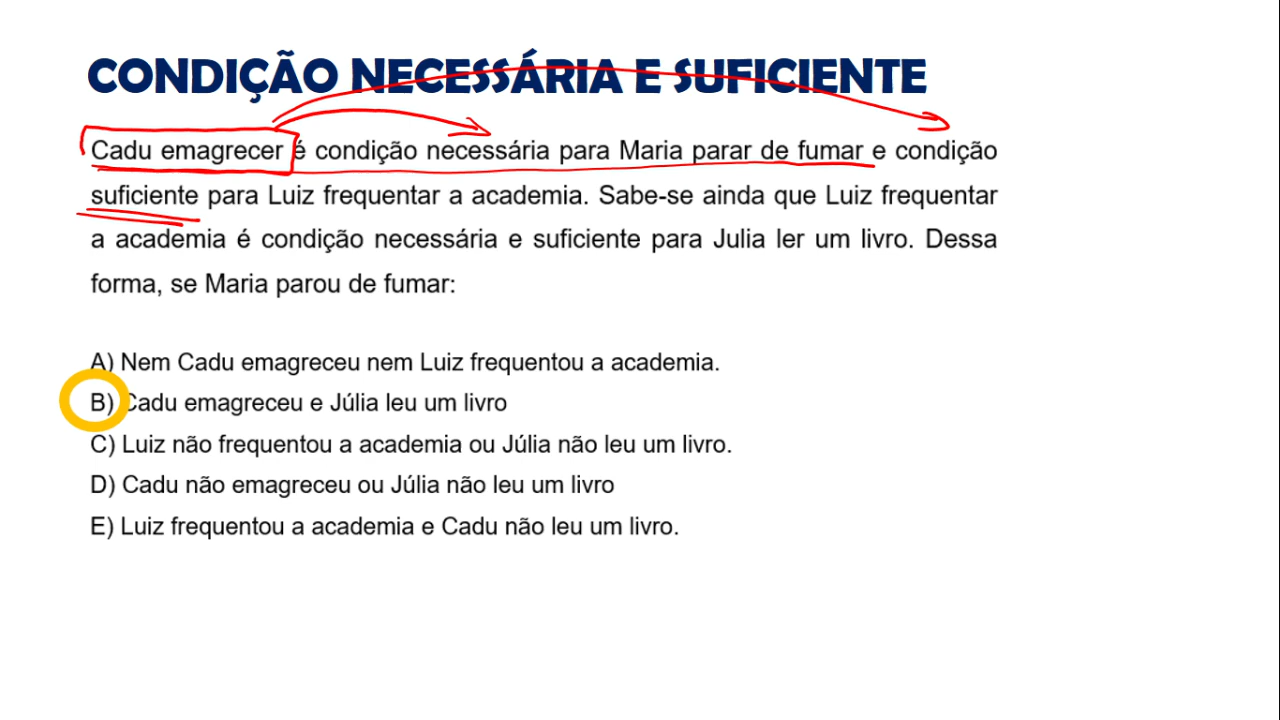 CONDIÇÃO NECESSÁRIA E SUFICIENTE
Cadu emagrecer é condição necessária para Maria parar de fumar e condição
suficiente para Luiz frequentar a academia. Sabe-se ainda que Luiz frequentar
a academia é condição necessária e suficiente para Julia ler um livro. Dessa
forma, se Maria parou de fumar:
A) Nem Cadu emagreceu nem Luiz frequentou a academia.
B) Cadu emagreceu e Júlia leu um livro
C) Luiz não frequentou a academia ou Júlia não leu um livro.
D) Cadu não emagreceu ou Júlia não leu um livro
E) Luiz frequentou a academia e Cadu não leu um livro.